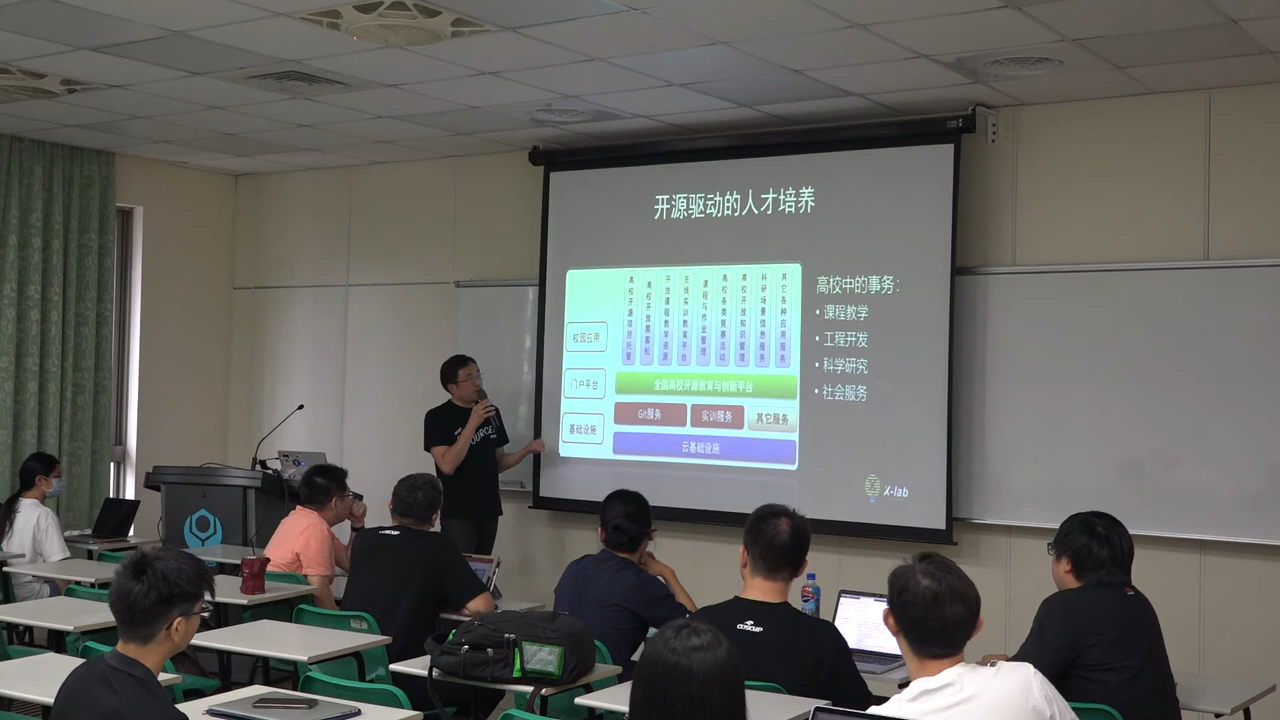 开源驱动的人才培养
高校开源项目托管
高校开放黑客松
开放课程教学资源
在线实训教育平台
课程与作业管理
高校各类竞赛活动
高校开放知识管理
科研场景信息服务
其它各种应用服务
校园应用
门户平台
全国高校开源教育与创新平台
基础设施
Git服务
实训服务
其它服务
云基础设施
高校中的事务：
• 课程教学
• 工程开发
• 科学研究
• 社会服务
X-lab
OURCE
COSCUP
COSCUP